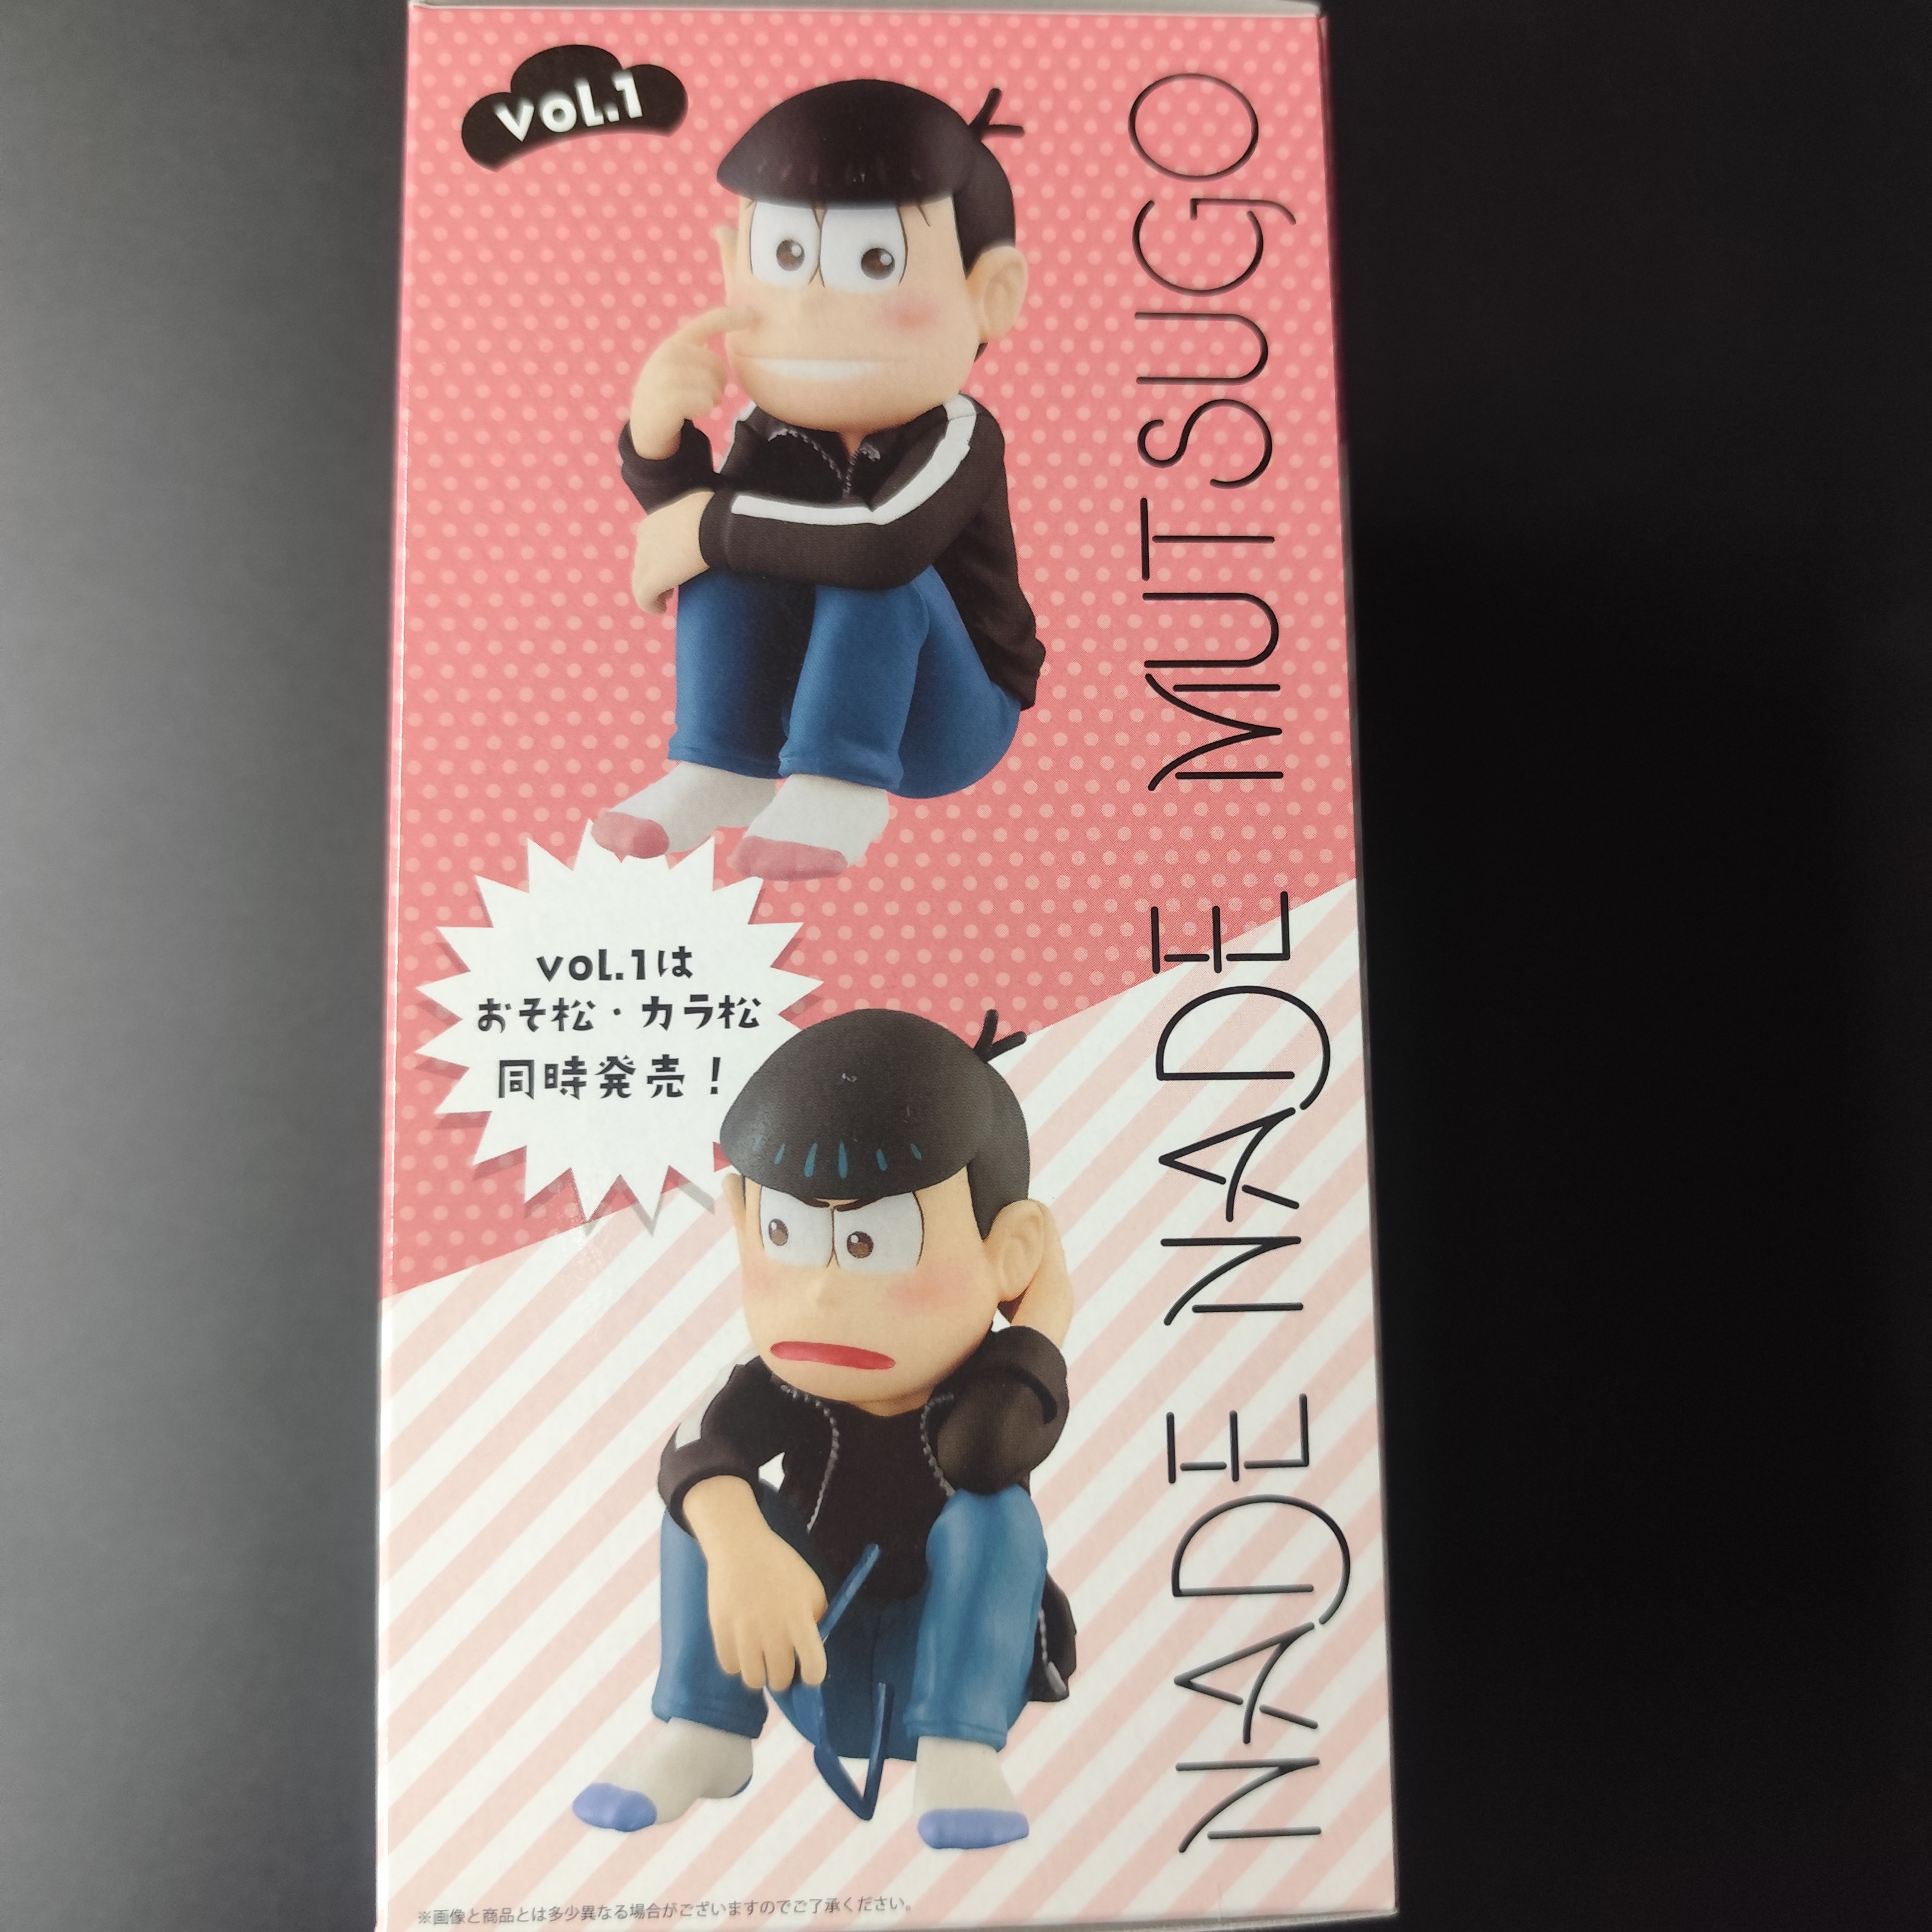 VOL.1
NADE NADE MUTSUGO
VOL.1は
おそ松・カラ松
同時発売！
※画像と商品とは多少異なる場合がございますのでご了承ください。